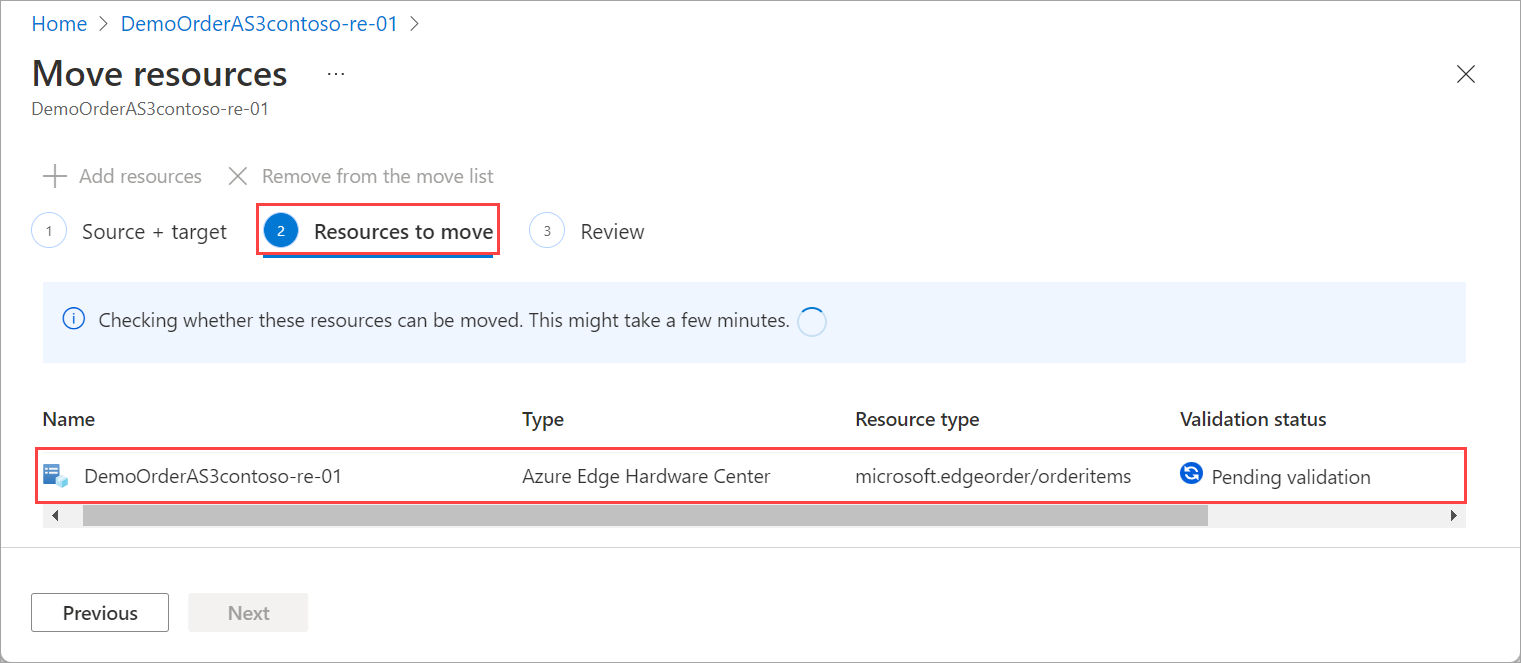 Home > DemoOrderAS3contoso-re-01 >
Move resources ...
DemoOrderAS3contoso-re-01
Add resources Remove from the move list
1 Source + target 2 Resources to move 3 Review
Checking whether these resources can be moved. This might take a few minutes.
Name Type Resource type Validation status
DemoOrderAS3contoso-re-01 Azure Edge Hardware Center microsoft.edgeorder/orderitems Pending validation
Previous Next